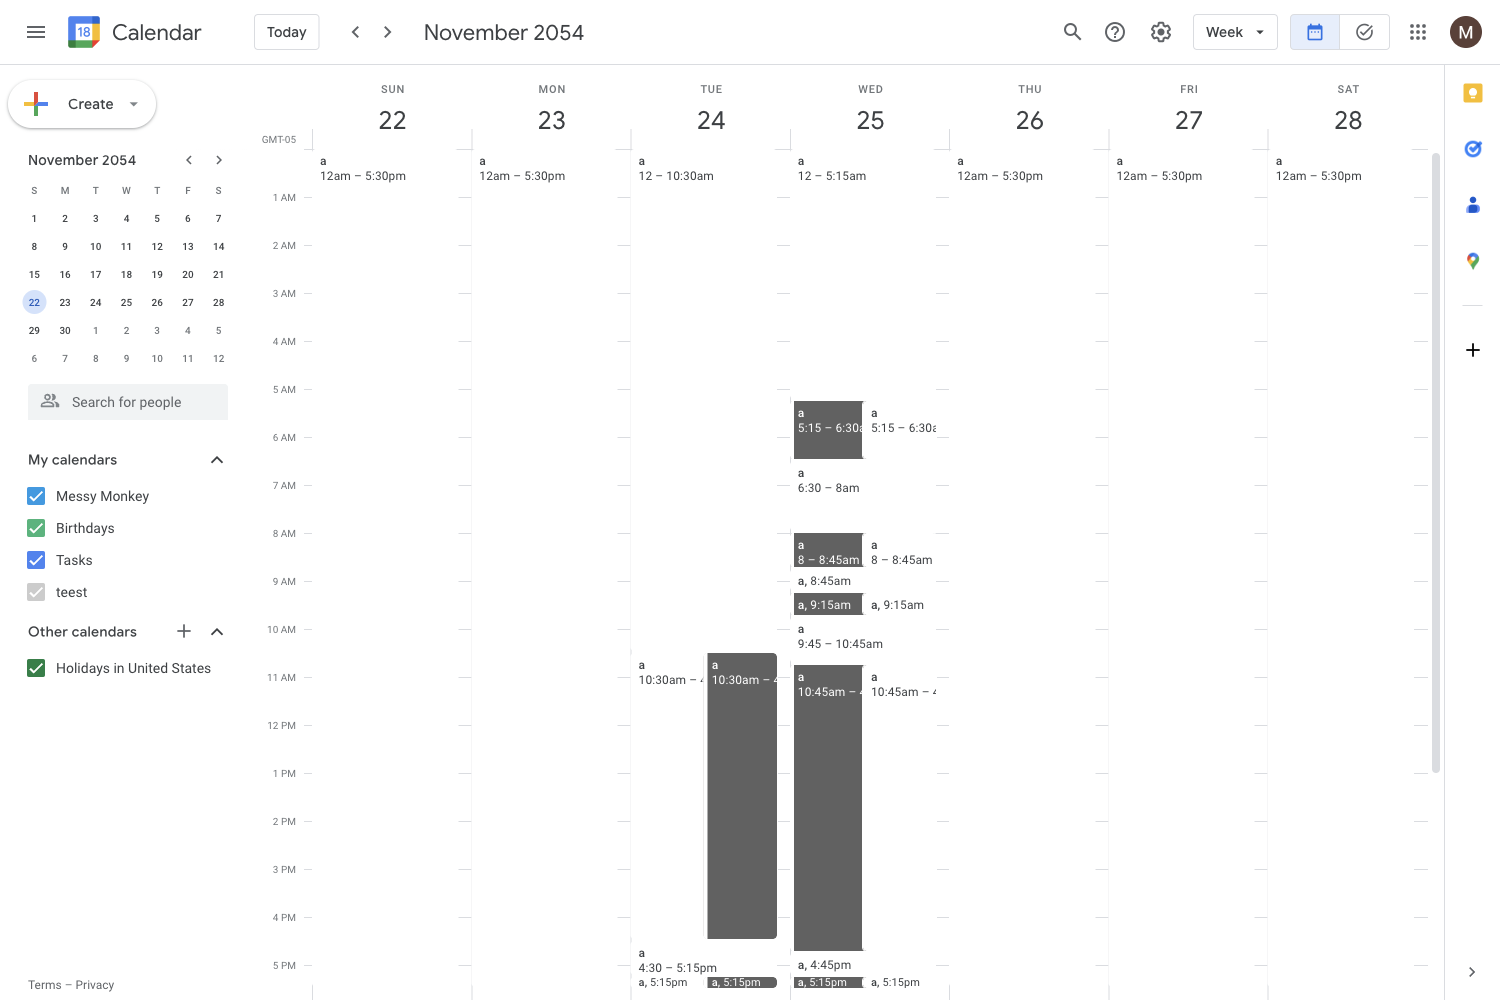 18 Calendar
Today
November 2054
Week
M
Create
November 2054
S M T W T F S
1 2 3 4 5 6 7
8 9 10 11 12 13 14
15 16 17 18 19 20 21
22 23 24 25 26 27 28
29 30 1 2 3 4 5
6 7 8 9 10 11 12
Search for people
My calendars
Messy Monkey
Birthdays
Tasks
teest
Other calendars
Holidays in United States
Terms – Privacy
SUN MON TUE WED THU FRI SAT
22 23 24 25 26 27 28
GMT-05
1 AM
2 AM
3 AM
4 AM
5 AM
6 AM
7 AM
8 AM
9 AM
10 AM
11 AM
12 PM
1 PM
2 PM
3 PM
4 PM
5 PM
a
12am – 5:30pm
a
12am – 5:30pm
a
12 – 10:30am
a
10:30am – 4
a
10:30am – 4
a
4:30 – 5:15pm
a, 5:15pm
a, 5:15pm
a
12 – 5:15am
a
5:15 – 6:30a
a
5:15 – 6:30a
a
6:30 – 8am
a
8 – 8:45am
a
8 – 8:45am
a, 8:45am
a, 9:15am
a, 9:15am
a
9:45 – 10:45am
a
10:45am – 4
a
10:45am – 4
a, 4:45pm
a, 5:15pm
a, 5:15pm
a
12am – 5:30pm
a
12am – 5:30pm
a
12am – 5:30pm